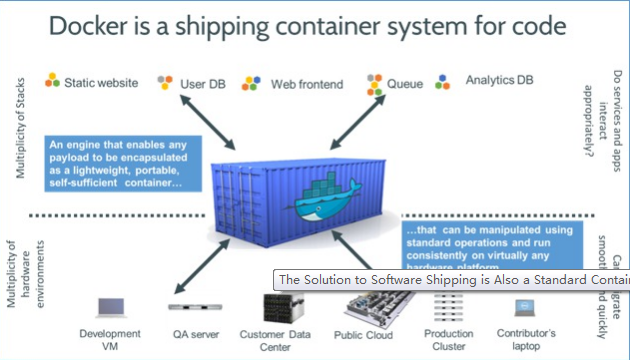 Docker is a shipping container system for code
Multiplicity of Stacks
Static website
User DB
Web frontend
Queue
Analytics DB
Do services and apps
interact
appropriately?
An engine that enables any
payload to be encapsulated
as a lightweight, portable,
self-sufficient container…
…that can be manipulated using
standard operations and run
consistently on virtually any
hardware platform
The Solution to Software Shipping is Also a Standard
Multiplicity of
hardware
environments
smooth
quickly
Development
VM
QA server
Customer Data
Center
Public Cloud
Production
Cluster
Contributor's
laptop